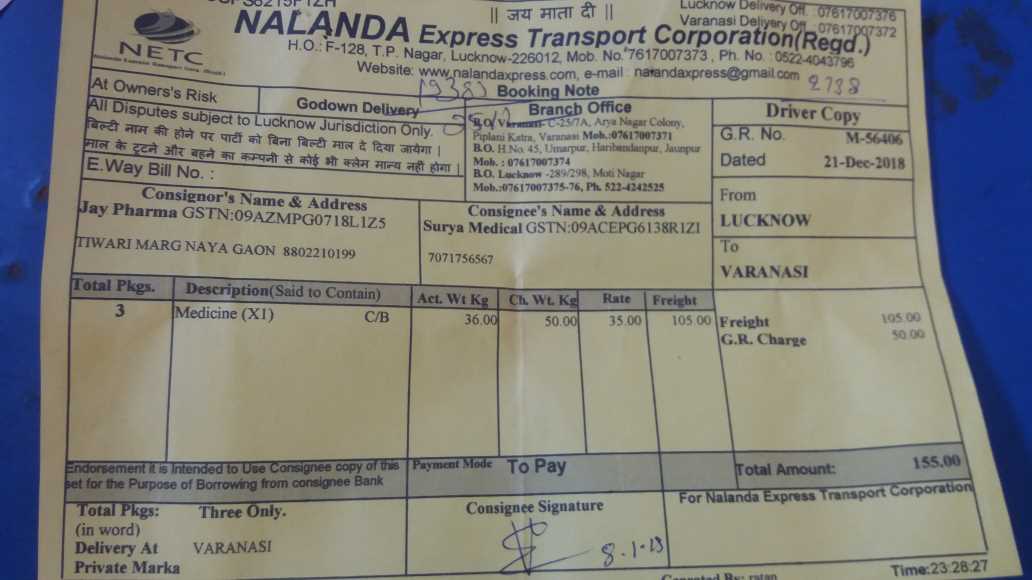 || जय माता दी ||
Lucknow Delivery Off. :07617007376
Varanasi Delivery Off. :07617007372
NETC
NALANDA Express Transport Corporation(Regd.)
H.O.: F-128, T.P. Nagar, Lucknow-226012, Mob. No. 7617007373 , Ph. No. : 0522-4043796
Website: www.nalandaxpress.com, e-mail : nalandaxpress@gmail.com
2738
Booking Note
At Owners's Risk
Godown Delivery
All Disputes subject to Lucknow Jurisdiction Only.
बिल्टी नाम की होने पर पार्टी को बिना बिल्टी माल दे दिया जायेगा |
माल के टूटने और बहने का कम्पनी से कोई भी क्लेम मान्य नही होगा |
E.Way Bill No. :
Branch Office
B.O. Varanasi- C-25/7A, Arya Nagar Colony,
Piplani Katra, Varanasi Mob.:07617007371
B.O. H.No. 45, Umarpur, Haribandanpur, Jaunpur
Mob. : 07617007374
B.O. Lucknow -289/298, Moti Nagar
Mob.:07617007375-76, Ph. 522-4242525
Driver Copy
G.R. No. M-56406
Dated 21-Dec-2018
From
LUCKNOW
To
VARANASI
Consignor's Name & Address
Jay Pharma GSTN:09AZMPG0718L1Z5
TIWARI MARG NAYA GAON 8802210199
Consignee's Name & Address
Surya Medical GSTN:09ACEPG6138R1ZI
7071756567
Total Pkgs. Description(Said to Contain) Act. Wt Kg Ch. Wt. Kg Rate Freight
3 Medicine (X1) C/B 36.00 50.00 35.00 105.00
Freight 105.00
G.R. Charge 50.00
Endorsement it is Intended to Use Consignee copy of this
set for the Purpose of Borrowing from consignee Bank
Payment Mode To Pay
Total Amount: 155.00
Total Pkgs: Three Only.
(in word)
Delivery At VARANASI
Private Marka
Consignee Signature
8-1-19
For Nalanda Express Transport Corporation
Time:23:28:27